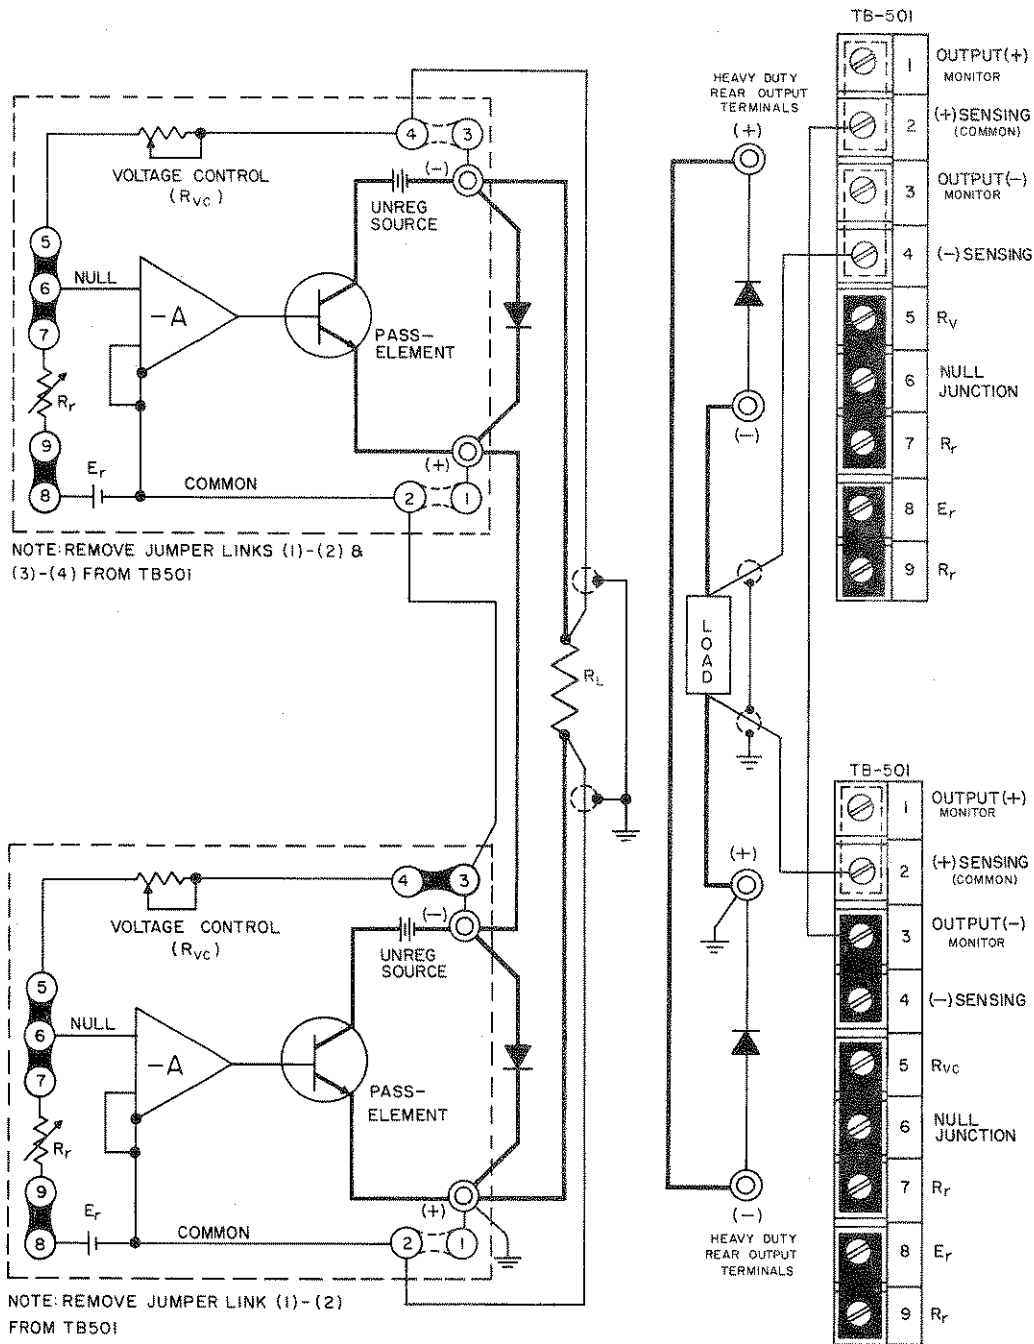 TB-501
HEAVY DUTY
REAR OUTPUT
TERMINALS
(+)
(-)
1 OUTPUT(+)
MONITOR
2 (+)SENSING
(COMMON)
3 OUTPUT(-)
MONITOR
4 (-)SENSING
5 Rv
6 NULL
JUNCTION
7 Rr
8 Er
9 Rr
4
3
VOLTAGE CONTROL
(Rvc)
(-)
UNREG
SOURCE
5
6
NULL
7
-A
PASS-
ELEMENT
Rr
9
8
Er
COMMON
(+)
2
1
NOTE: REMOVE JUMPER LINKS (1)-(2) &
(3)-(4) FROM TB501
RL
LOAD
TB-501
(+)
(-)
HEAVY DUTY
REAR OUTPUT
TERMINALS
1 OUTPUT(+)
MONITOR
2 (+)SENSING
(COMMON)
3 OUTPUT(-)
MONITOR
4 (-)SENSING
5 Rvc
6 NULL
JUNCTION
7 Rr
8 Er
9 Rr
4
3
VOLTAGE CONTROL
(Rvc)
(-)
UNREG
SOURCE
5
6
NULL
7
-A
PASS-
ELEMENT
Rr
9
8
Er
COMMON
(+)
2
1
NOTE: REMOVE JUMPER LINK (1)-(2)
FROM TB501